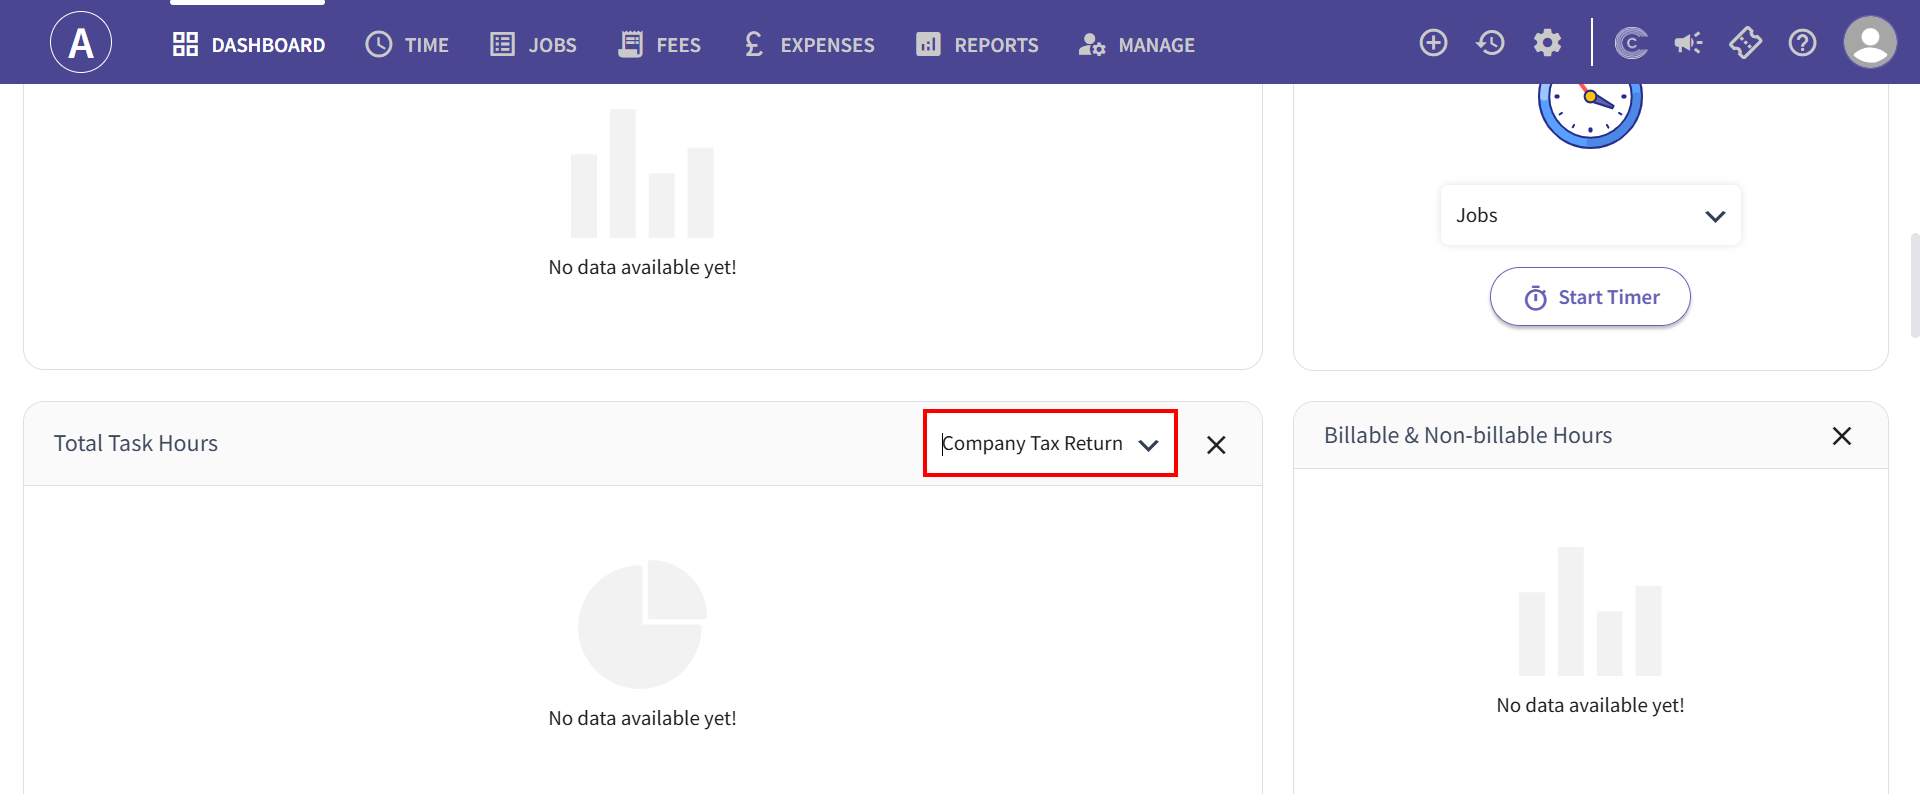 A
DASHBOARD
TIME
JOBS
FEES
£ EXPENSES
REPORTS
MANAGE
C
?
No data available yet!
Jobs
Start Timer
Total Task Hours
Company Tax Return
Billable & Non-billable Hours
No data available yet!
No data available yet!